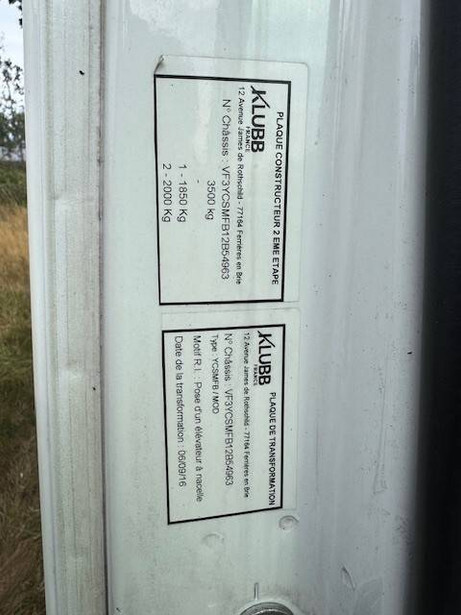 PLAQUE CONSTRUCTEUR 2 EME ETAPE
KLUBB
FRANCE
12 Avenue James de Rothschild - 77164 Ferrières en Brie
N° Châssis : VF3YCSMFB12B54963
3500 kg
-
1 - 1850 Kg
2 - 2000 Kg
KLUBB
FRANCE
PLAQUE DE TRANSFORMATION
12 Avenue James de Rothschild - 77164 Ferrières en Brie
N° Châssis : VF3YCSMFB12B54963
Type : YCSMFB / MOD
Motif R.I. : Pose d'un élévateur à nacelle
Date de la transformation : 06/09/16